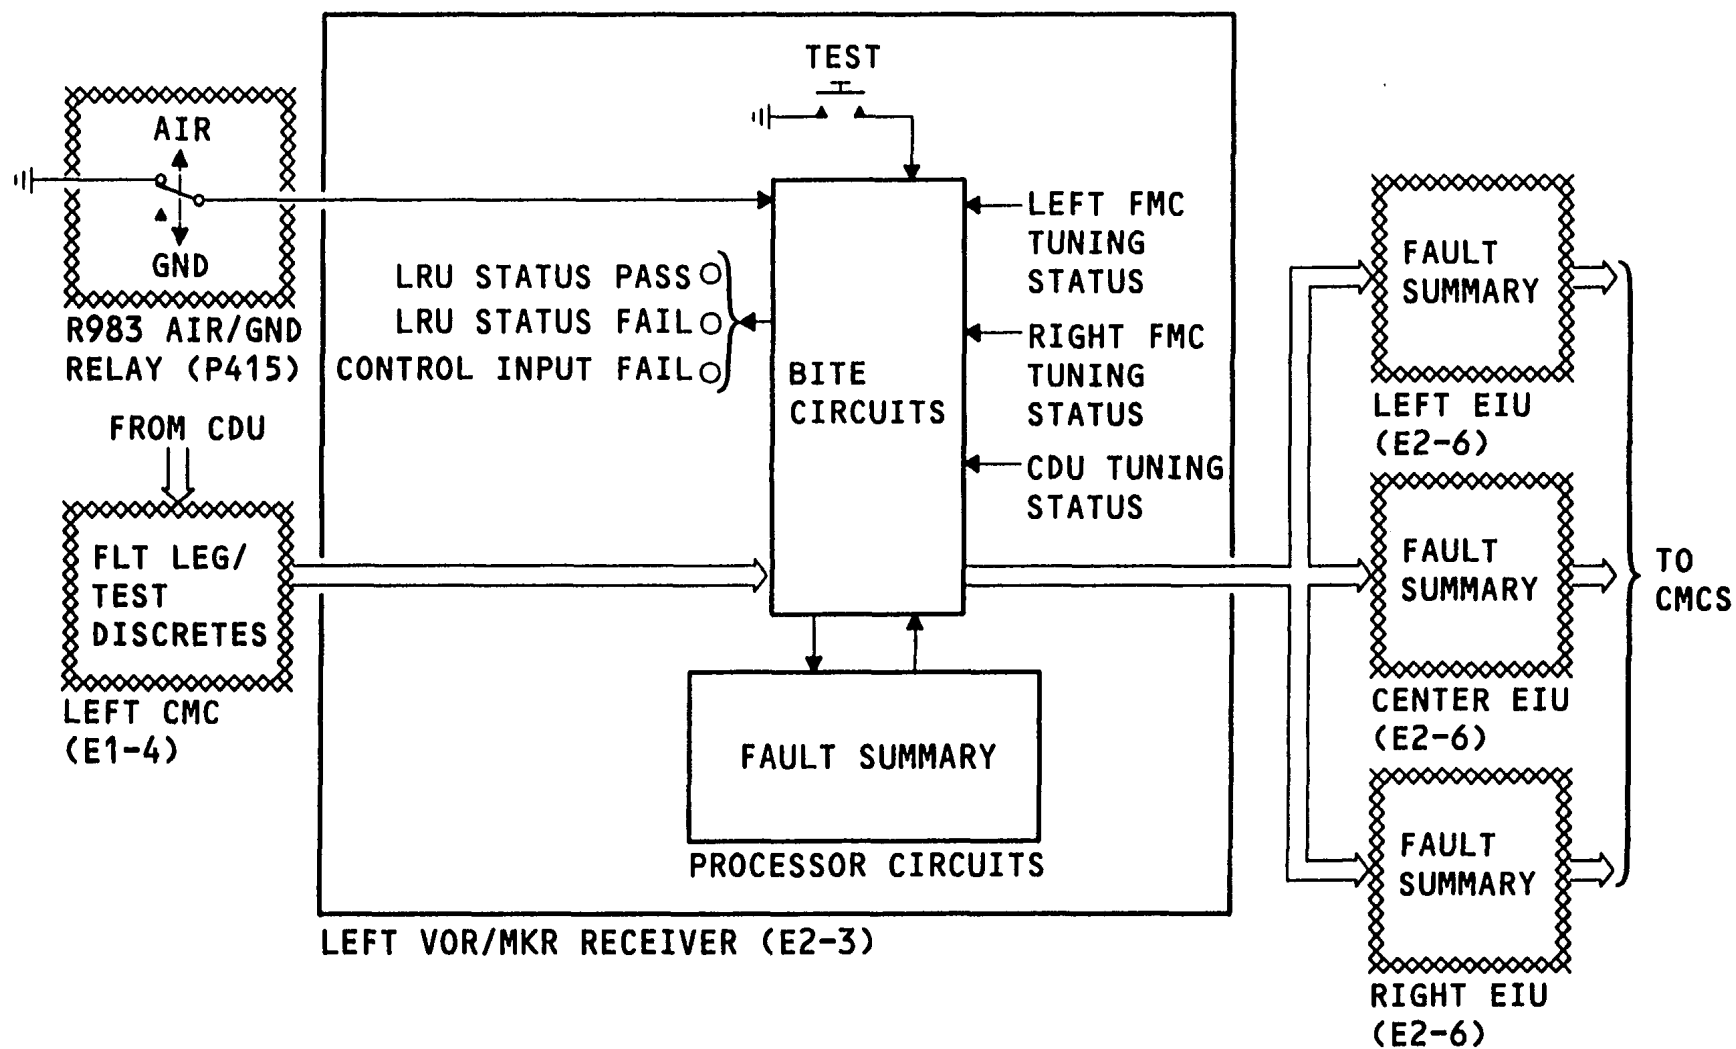 TEST
AIR
GND
R983 AIR/GND
RELAY (P415)
LRU STATUS PASS
LRU STATUS FAIL
CONTROL INPUT FAIL
BITE
CIRCUITS
LEFT FMC
TUNING
STATUS
RIGHT FMC
TUNING
STATUS
CDU TUNING
STATUS
FROM CDU
FLT LEG/
TEST
DISCRETES
LEFT CMC
(E1-4)
FAULT SUMMARY
PROCESSOR CIRCUITS
LEFT VOR/MKR RECEIVER (E2-3)
FAULT
SUMMARY
LEFT EIU
(E2-6)
FAULT
SUMMARY
CENTER EIU
(E2-6)
FAULT
SUMMARY
RIGHT EIU
(E2-6)
TO
CMCS